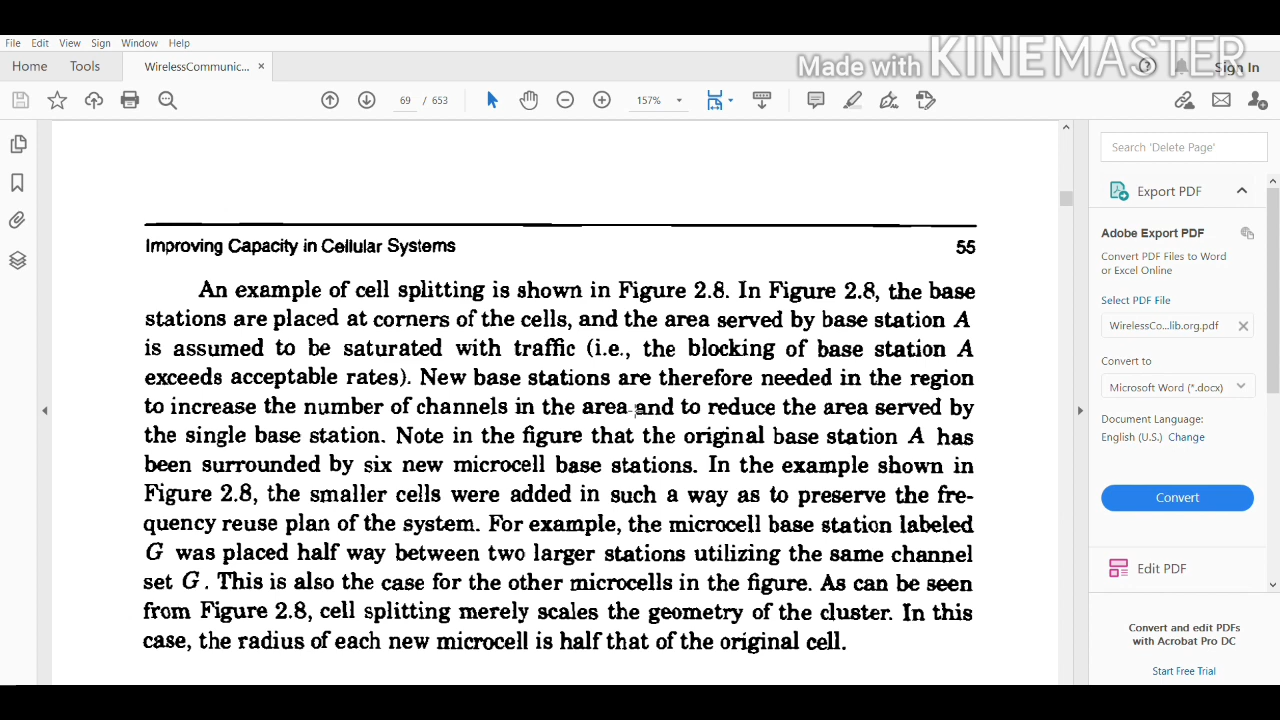 File Edit View Sign Window Help
Made with KINEMASTER
Home Tools WirelessCommunic... × Sign In
69 / 653 157%
Search 'Delete Page'
Export PDF
Adobe Export PDF
Convert PDF Files to Word
or Excel Online
Select PDF File
WirelessCo...lib.org.pdf ×
Convert to
Microsoft Word (*.docx)
Document Language:
English (U.S.) Change
Convert
Edit PDF
Convert and edit PDFs
with Acrobat Pro DC
Start Free Trial
Improving Capacity in Cellular Systems 55
An example of cell splitting is shown in Figure 2.8. In Figure 2.8, the base
stations are placed at corners of the cells, and the area served by base station A
is assumed to be saturated with traffic (i.e., the blocking of base station A
exceeds acceptable rates). New base stations are therefore needed in the region
to increase the number of channels in the area and to reduce the area served by
the single base station. Note in the figure that the original base station A has
been surrounded by six new microcell base stations. In the example shown in
Figure 2.8, the smaller cells were added in such a way as to preserve the fre-
quency reuse plan of the system. For example, the microcell base station labeled
G was placed half way between two larger stations utilizing the same channel
set G. This is also the case for the other microcells in the figure. As can be seen
from Figure 2.8, cell splitting merely scales the geometry of the cluster. In this
case, the radius of each new microcell is half that of the original cell.